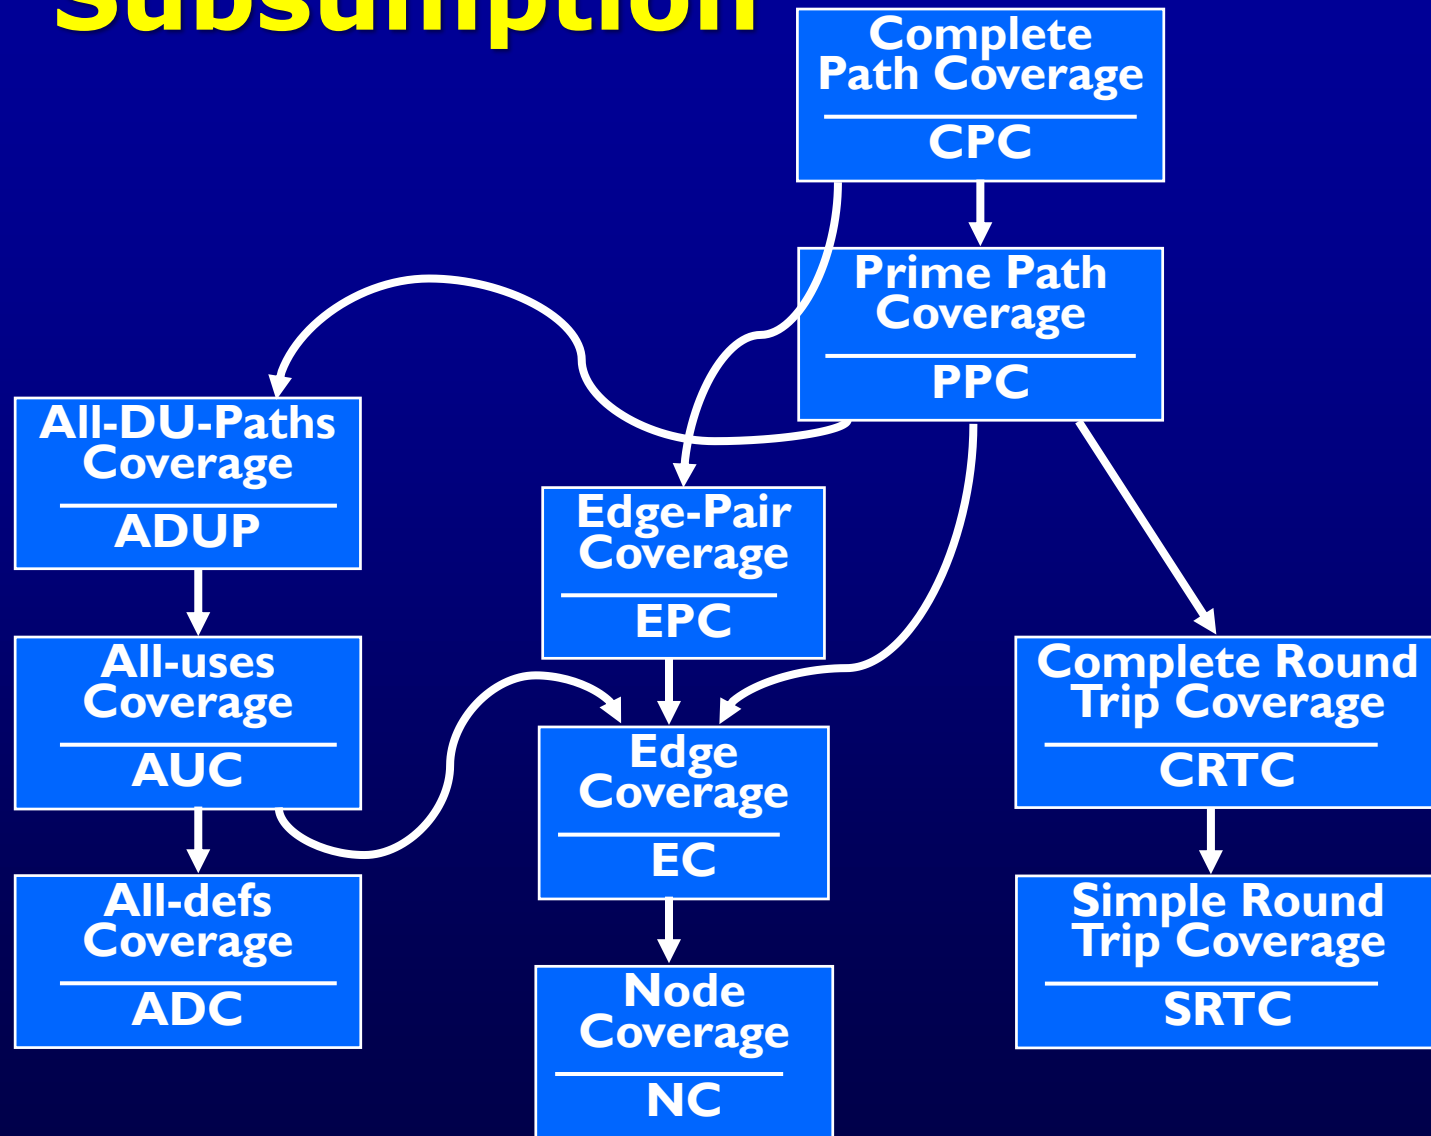 Subsumption
Complete
Path Coverage
CPC
Prime Path
Coverage
PPC
All-DU-Paths
Coverage
ADUP
Edge-Pair
Coverage
EPC
All-uses
Coverage
AUC
Complete Round
Trip Coverage
CRTC
Edge
Coverage
EC
All-defs
Coverage
ADC
Simple Round
Trip Coverage
SRTC
Node
Coverage
NC